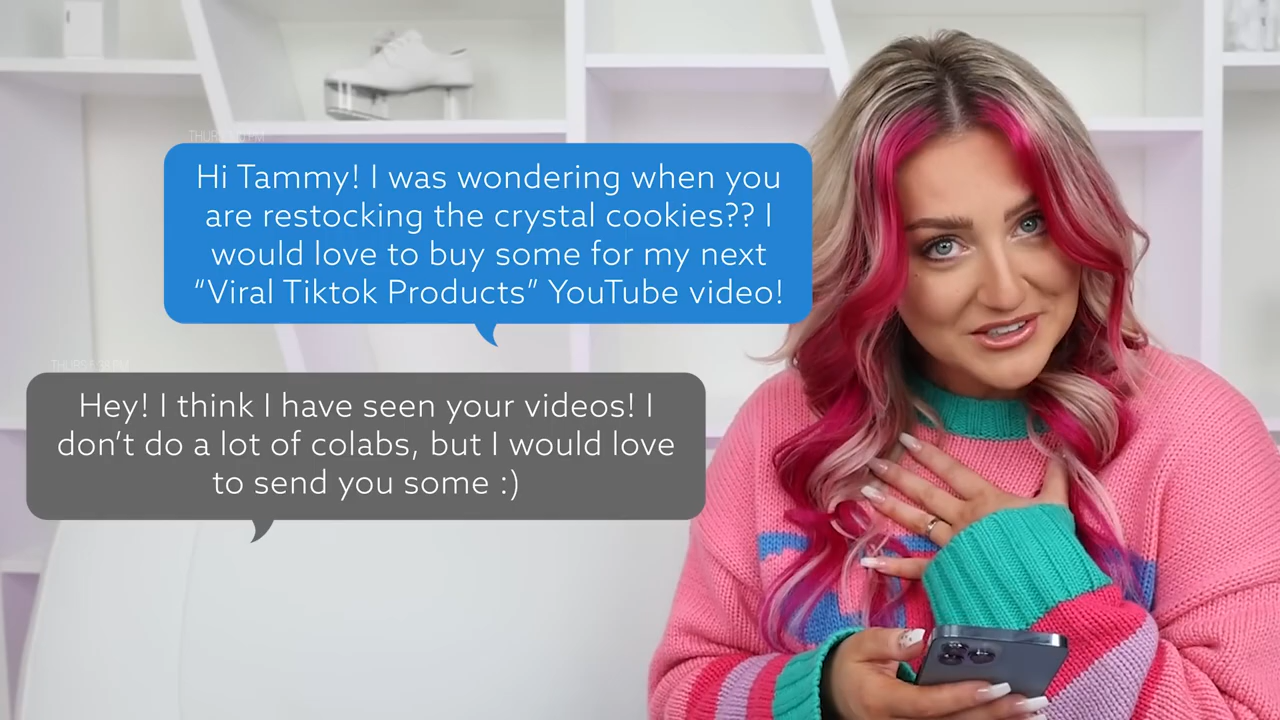 Hi Tammy! I was wondering when you
are restocking the crystal cookies?? I
would love to buy some for my next
“Viral Tiktok Products” YouTube video!
Hey! I think I have seen your videos! I
don’t do a lot of colabs, but I would love
to send you some :)